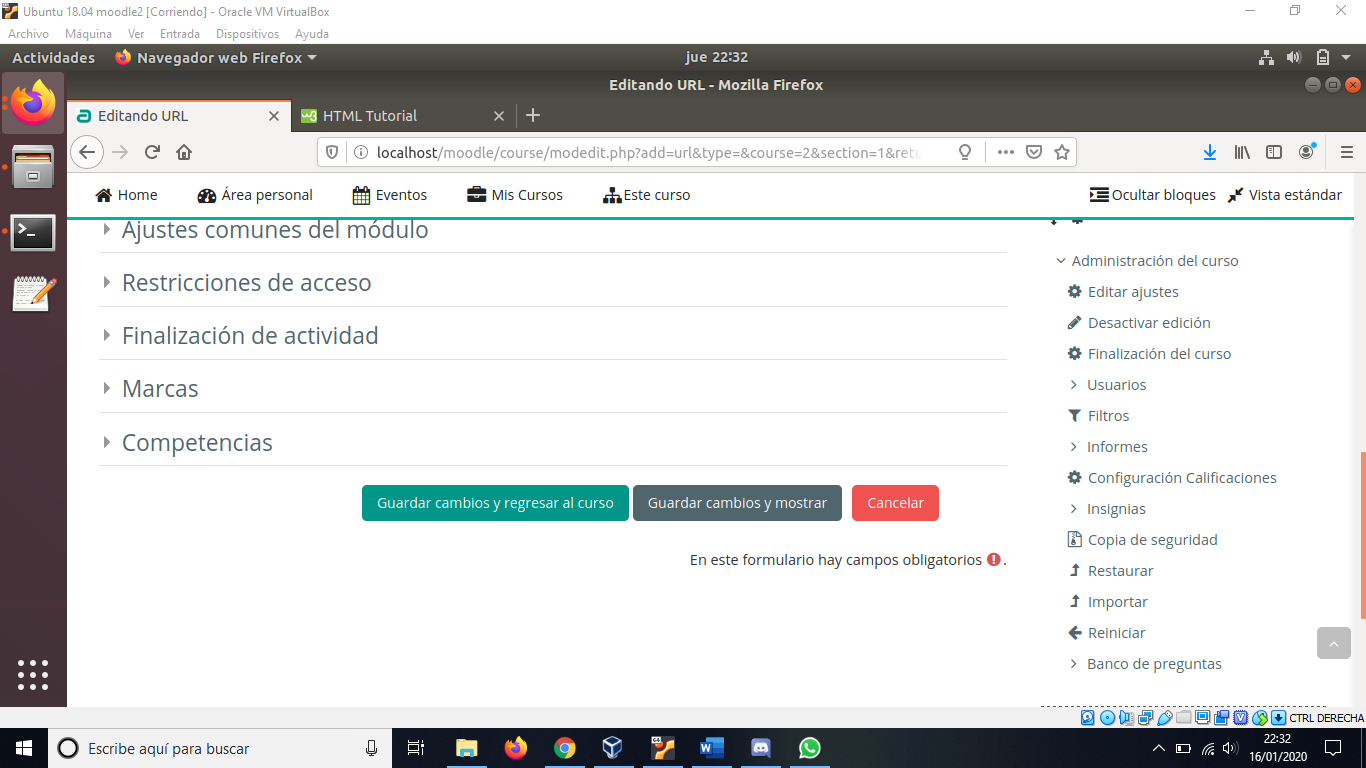 Ubuntu 18.04 moodle2 [Corriendo] - Oracle VM VirtualBox
Archivo Máquina Ver Entrada Dispositivos Ayuda
Actividades Navegador web Firefox jue 22:32
Editando URL - Mozilla Firefox
Editando URL HTML Tutorial
localhost/moodle/course/modedit.php?add=url&type=&course=2&section=1&retu
Home Área personal Eventos Mis Cursos Este curso Ocultar bloques Vista estándar
Ajustes comunes del módulo
Restricciones de acceso
Finalización de actividad
Marcas
Competencias
Guardar cambios y regresar al curso Guardar cambios y mostrar Cancelar
En este formulario hay campos obligatorios .
Administración del curso
Editar ajustes
Desactivar edición
Finalización del curso
Usuarios
Filtros
Informes
Configuración Calificaciones
Insignias
Copia de seguridad
Restaurar
Importar
Reiniciar
Banco de preguntas
CTRL DERECHA
Escribe aquí para buscar
22:32
16/01/2020